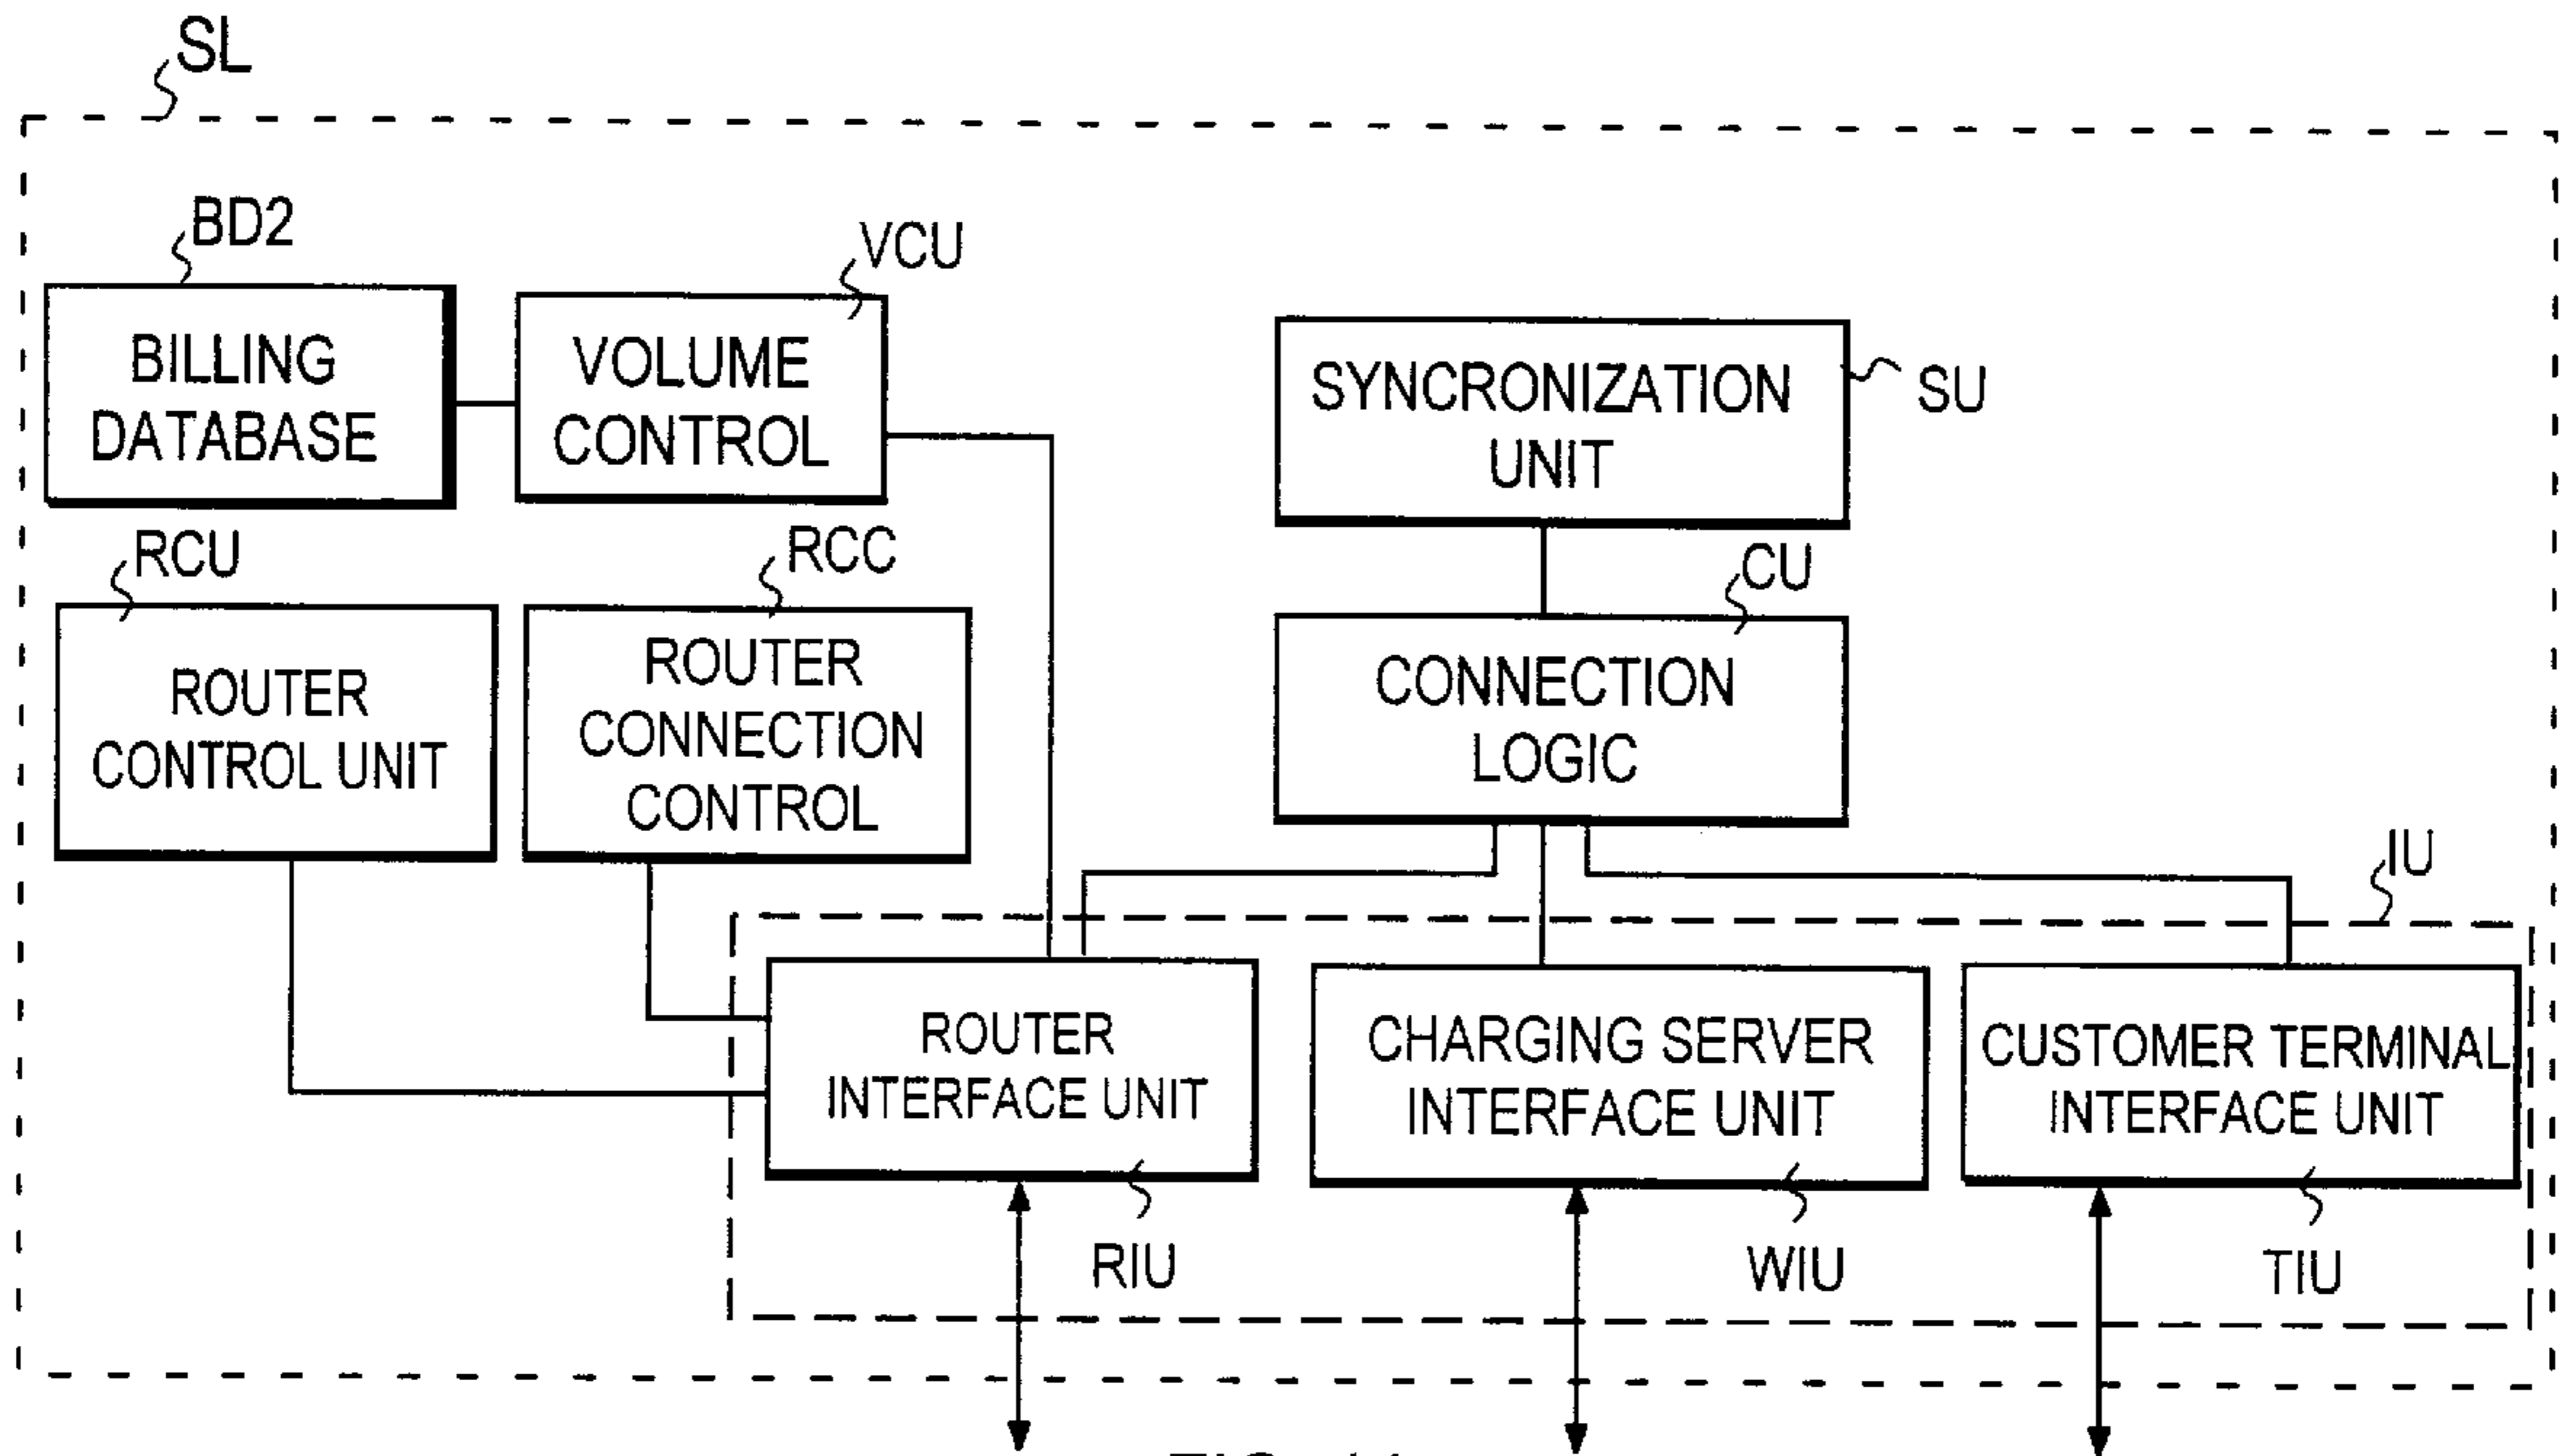 SL
BD2
VCU
BILLING
DATABASE
VOLUME
CONTROL
SYNCRONIZATION
UNIT
SU
RCU
RCC
CU
ROUTER
CONTROL UNIT
ROUTER
CONNECTION
CONTROL
CONNECTION
LOGIC
IU
ROUTER
INTERFACE UNIT
CHARGING SERVER
INTERFACE UNIT
CUSTOMER TERMINAL
INTERFACE UNIT
RIU
WIU
TIU